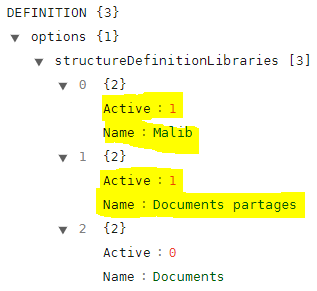 DEFINITION {3}
▼ options {1}
▼ structureDefinitionLibraries [3]
▼ 0 {2}
Active : 1
Name : Malib
▼ 1 {2}
Active : 1
Name : Documents partages
▼ 2 {2}
Active : 0
Name : Documents